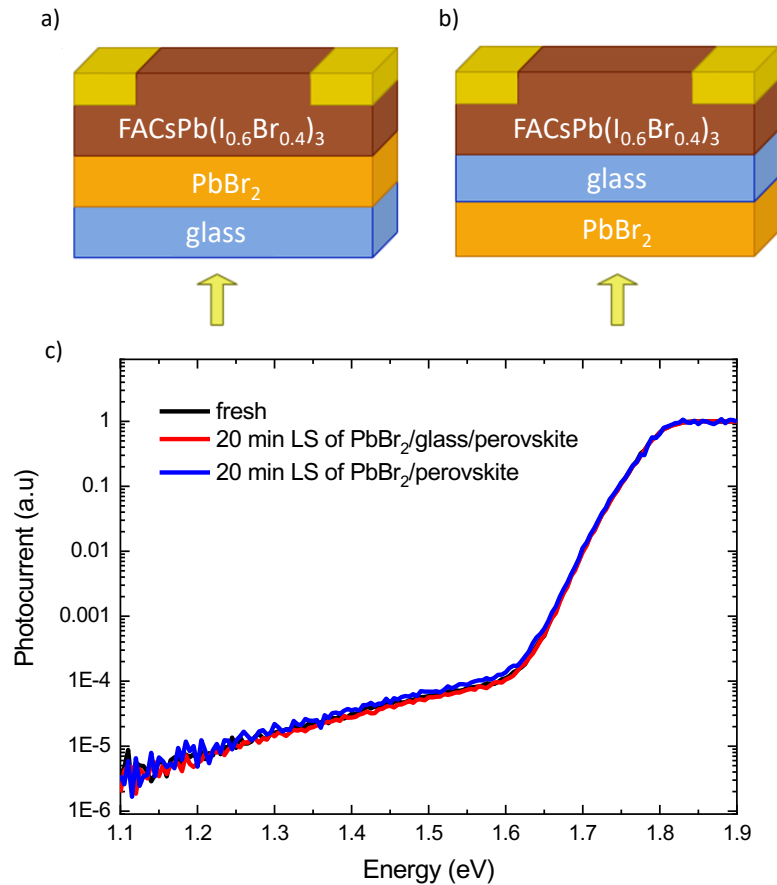 a)
b)
FACsPb(I0.6Br0.4)3
PbBr2
glass
FACsPb(I0.6Br0.4)3
glass
PbBr2
c)
fresh
20 min LS of PbBr2/glass/perovskite
20 min LS of PbBr2/perovskite
Photocurrent (a.u)
1
0.1
0.01
0.001
1E-4
1E-5
1E-6
1.1 1.2 1.3 1.4 1.5 1.6 1.7 1.8 1.9
Energy (eV)